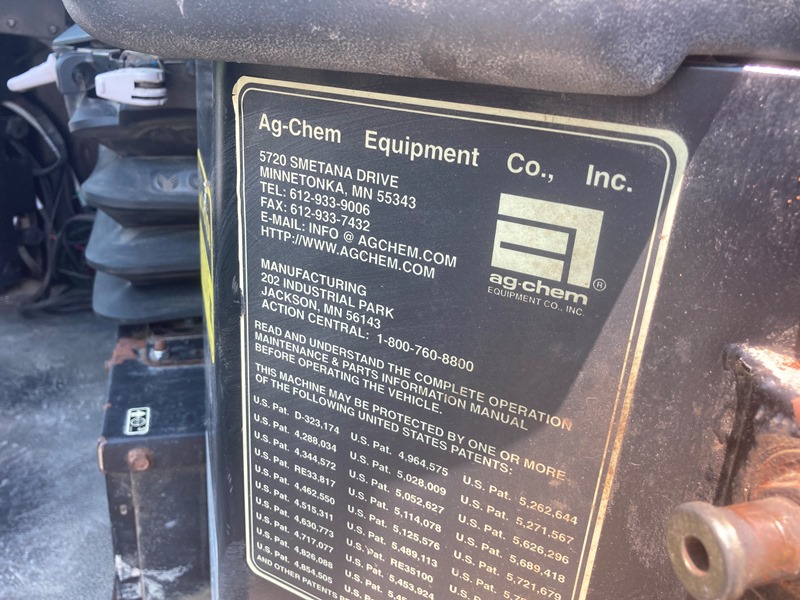 Ag-Chem Equipment Co., Inc.
5720 SMETANA DRIVE
MINNETONKA, MN 55343
TEL: 612-933-9006
FAX: 612-933-7432
E-MAIL: INFO @ AGCHEM.COM
HTTP://WWW.AGCHEM.COM
ag-chem®
EQUIPMENT CO., INC.
MANUFACTURING
202 INDUSTRIAL PARK
JACKSON, MN 56143
ACTION CENTRAL: 1-800-760-8800
READ AND UNDERSTAND THE COMPLETE OPERATION
MAINTENANCE & PARTS INFORMATION MANUAL
BEFORE OPERATING THE VEHICLE.
THIS MACHINE MAY BE PROTECTED BY ONE OR MORE
OF THE FOLLOWING UNITED STATES PATENTS:
U.S. Pat. D-323,174 U.S. Pat. 4,964,575 U.S. Pat. 5,262,644
U.S. Pat. 4,288,034 U.S. Pat. 5,028,009 U.S. Pat. 5,271,567
U.S. Pat. 4,344,572 U.S. Pat. 5,052,627 U.S. Pat. 5,626,296
U.S. Pat. RE33,817 U.S. Pat. 5,114,078 U.S. Pat. 5,689,418
U.S. Pat. 4,462,550 U.S. Pat. 5,125,576 U.S. Pat. 5,721,679
U.S. Pat. 4,515,311 U.S. Pat. 5,489,113 U.S. Pat.
U.S. Pat. 4,630,773 U.S. Pat. RE35100
U.S. Pat. 4,717,077 U.S. Pat. 5,453,924
U.S. Pat. 4,826,088 U.S. Pat.
U.S. Pat. 4,854,505
AND OTHER PATENTS